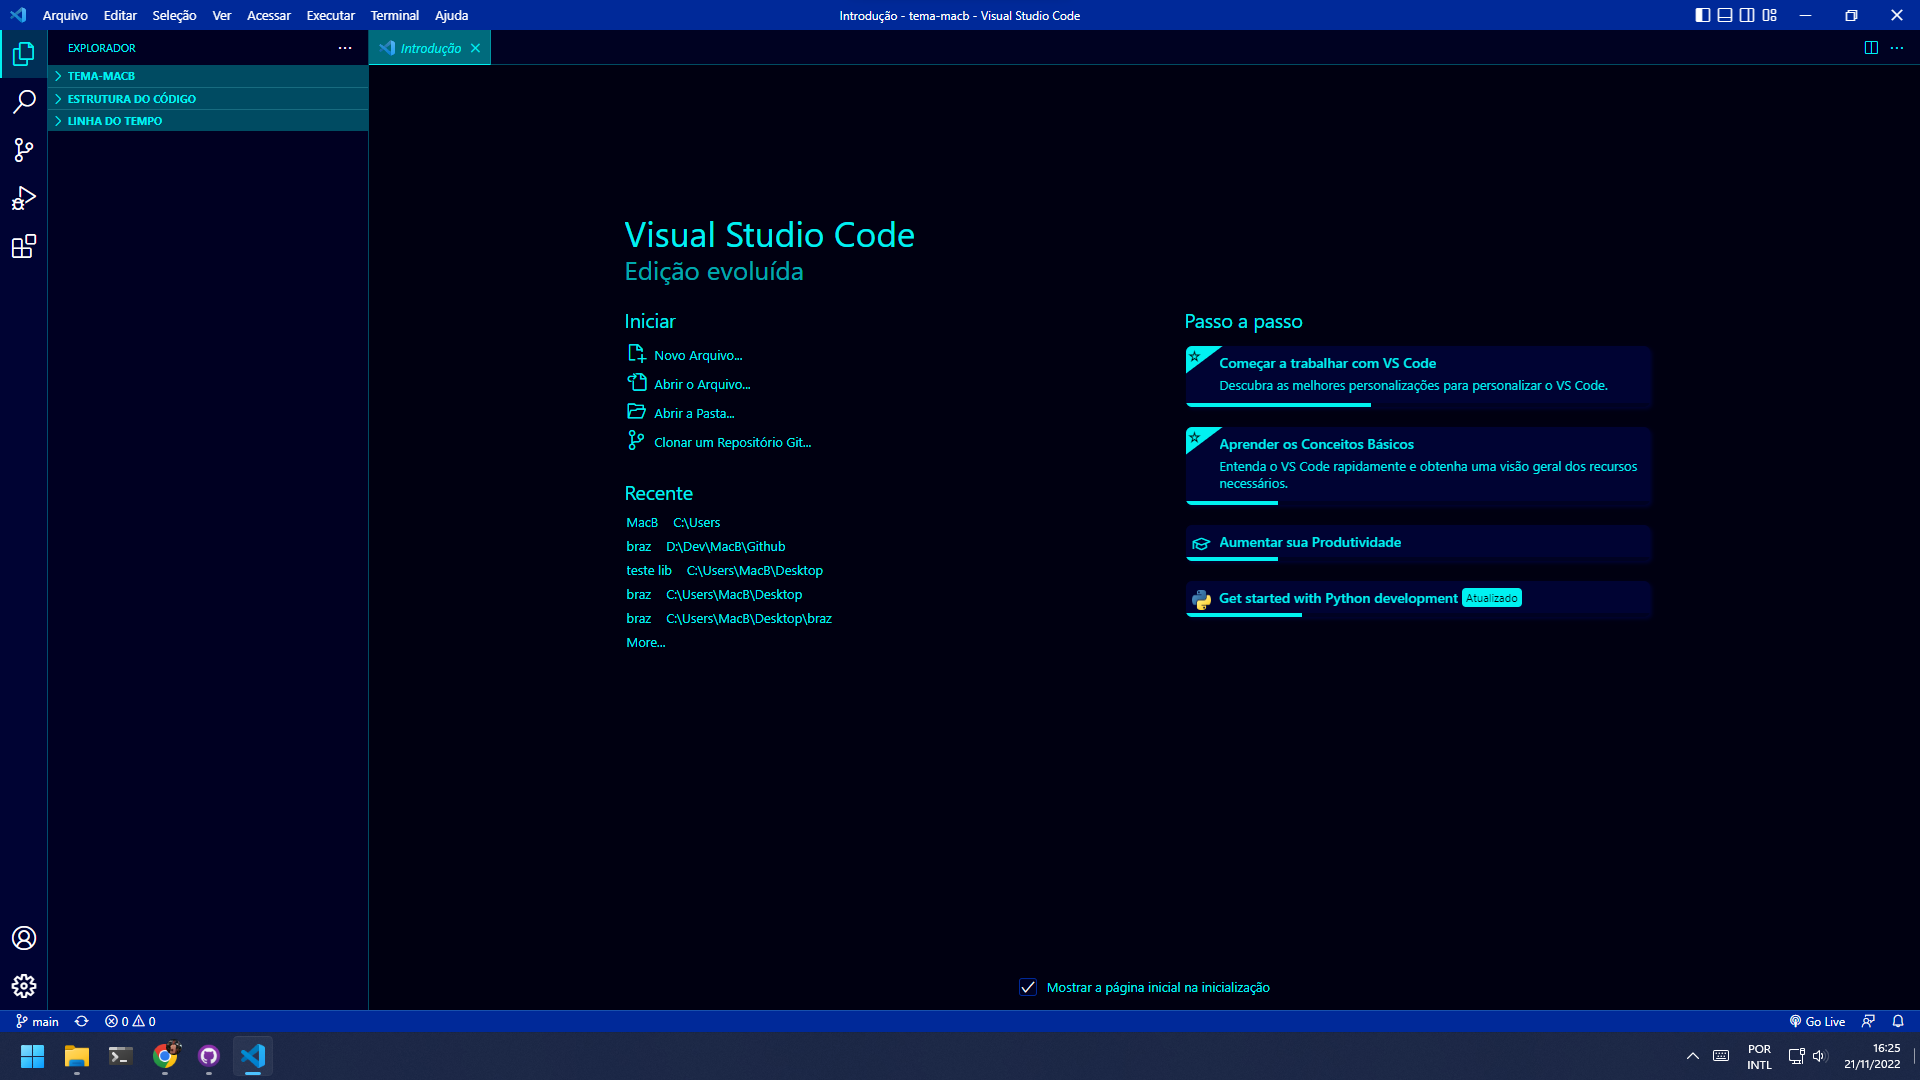 Arquivo Editar Seleção Ver Acessar Executar Terminal Ajuda
Introdução - tema-macb - Visual Studio Code
EXPLORADOR
TEMA-MACB
ESTRUTURA DO CÓDIGO
LINHA DO TEMPO
Introdução
Visual Studio Code
Edição evoluída
Iniciar
Novo Arquivo...
Abrir o Arquivo...
Abrir a Pasta...
Clonar um Repositório Git...
Recente
MacB C:\Users
braz D:\Dev\MacB\Github
teste lib C:\Users\MacB\Desktop
braz C:\Users\MacB\Desktop
braz C:\Users\MacB\Desktop\braz
More...
Passo a passo
Começar a trabalhar com VS Code
Descubra as melhores personalizações para personalizar o VS Code.
Aprender os Conceitos Básicos
Entenda o VS Code rapidamente e obtenha uma visão geral dos recursos
necessários.
Aumentar sua Produtividade
Get started with Python development Atualizado
Mostrar a página inicial na inicialização
main 0 0
Go Live
POR
INTL
16:25
21/11/2022